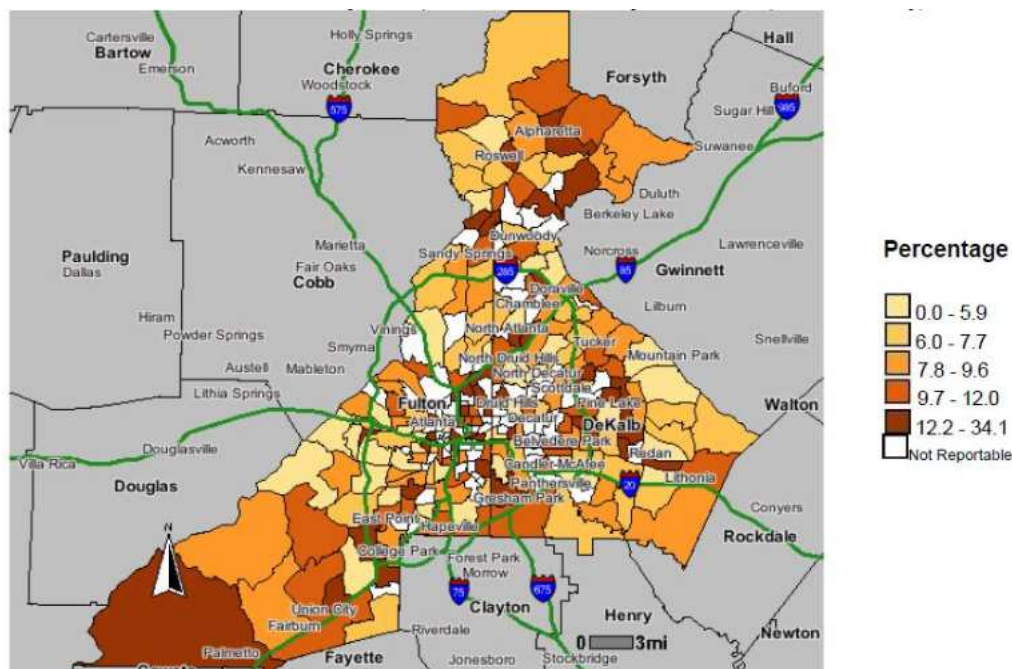 Holly Springs
Hall
Cartersville
Bartow
Cherokee
Forsyth
Emerson
Woodstock
Buford
575
985
Sugar Hill
Alpharetta
Acworth
Suwanee
Roswell
Kennesaw
Duluth
Berkeley Lake
Dunwoody
Marietta
Lawrenceville
Sandy Springs
Norcross
Paulding
Fair Oaks
285
85
Gwinnett
Dallas
Cobb
Doraville
Chamblee
Lilburn
Hiram
Vinings
North Atlanta
Powder Springs
Tucker
Snellville
Smyrna
Mountain Park
North Druid Hills
Austell
Mableton
North Decatur
Scottdale
Lithia Springs
Fulton
Druid Hills
Pine Lake
Walton
Atlanta
Decatur
DeKalb
Douglasville
Belvedere Park
Redan
Villa Rica
Candler-McAfee
Lithonia
Douglas
Panthersville
20
Gresham Park
Conyers
N
East Point
Hapeville
Rockdale
College Park
Forest Park
Morrow
75
675
Union City
Clayton
Henry
Fairburn
Riverdale
0
3mi
Newton
Palmetto
Fayette
Jonesboro
Stockbridge
Percentage
0.0 - 5.9
6.0 - 7.7
7.8 - 9.6
9.7 - 12.0
12.2 - 34.1
Not Reportable